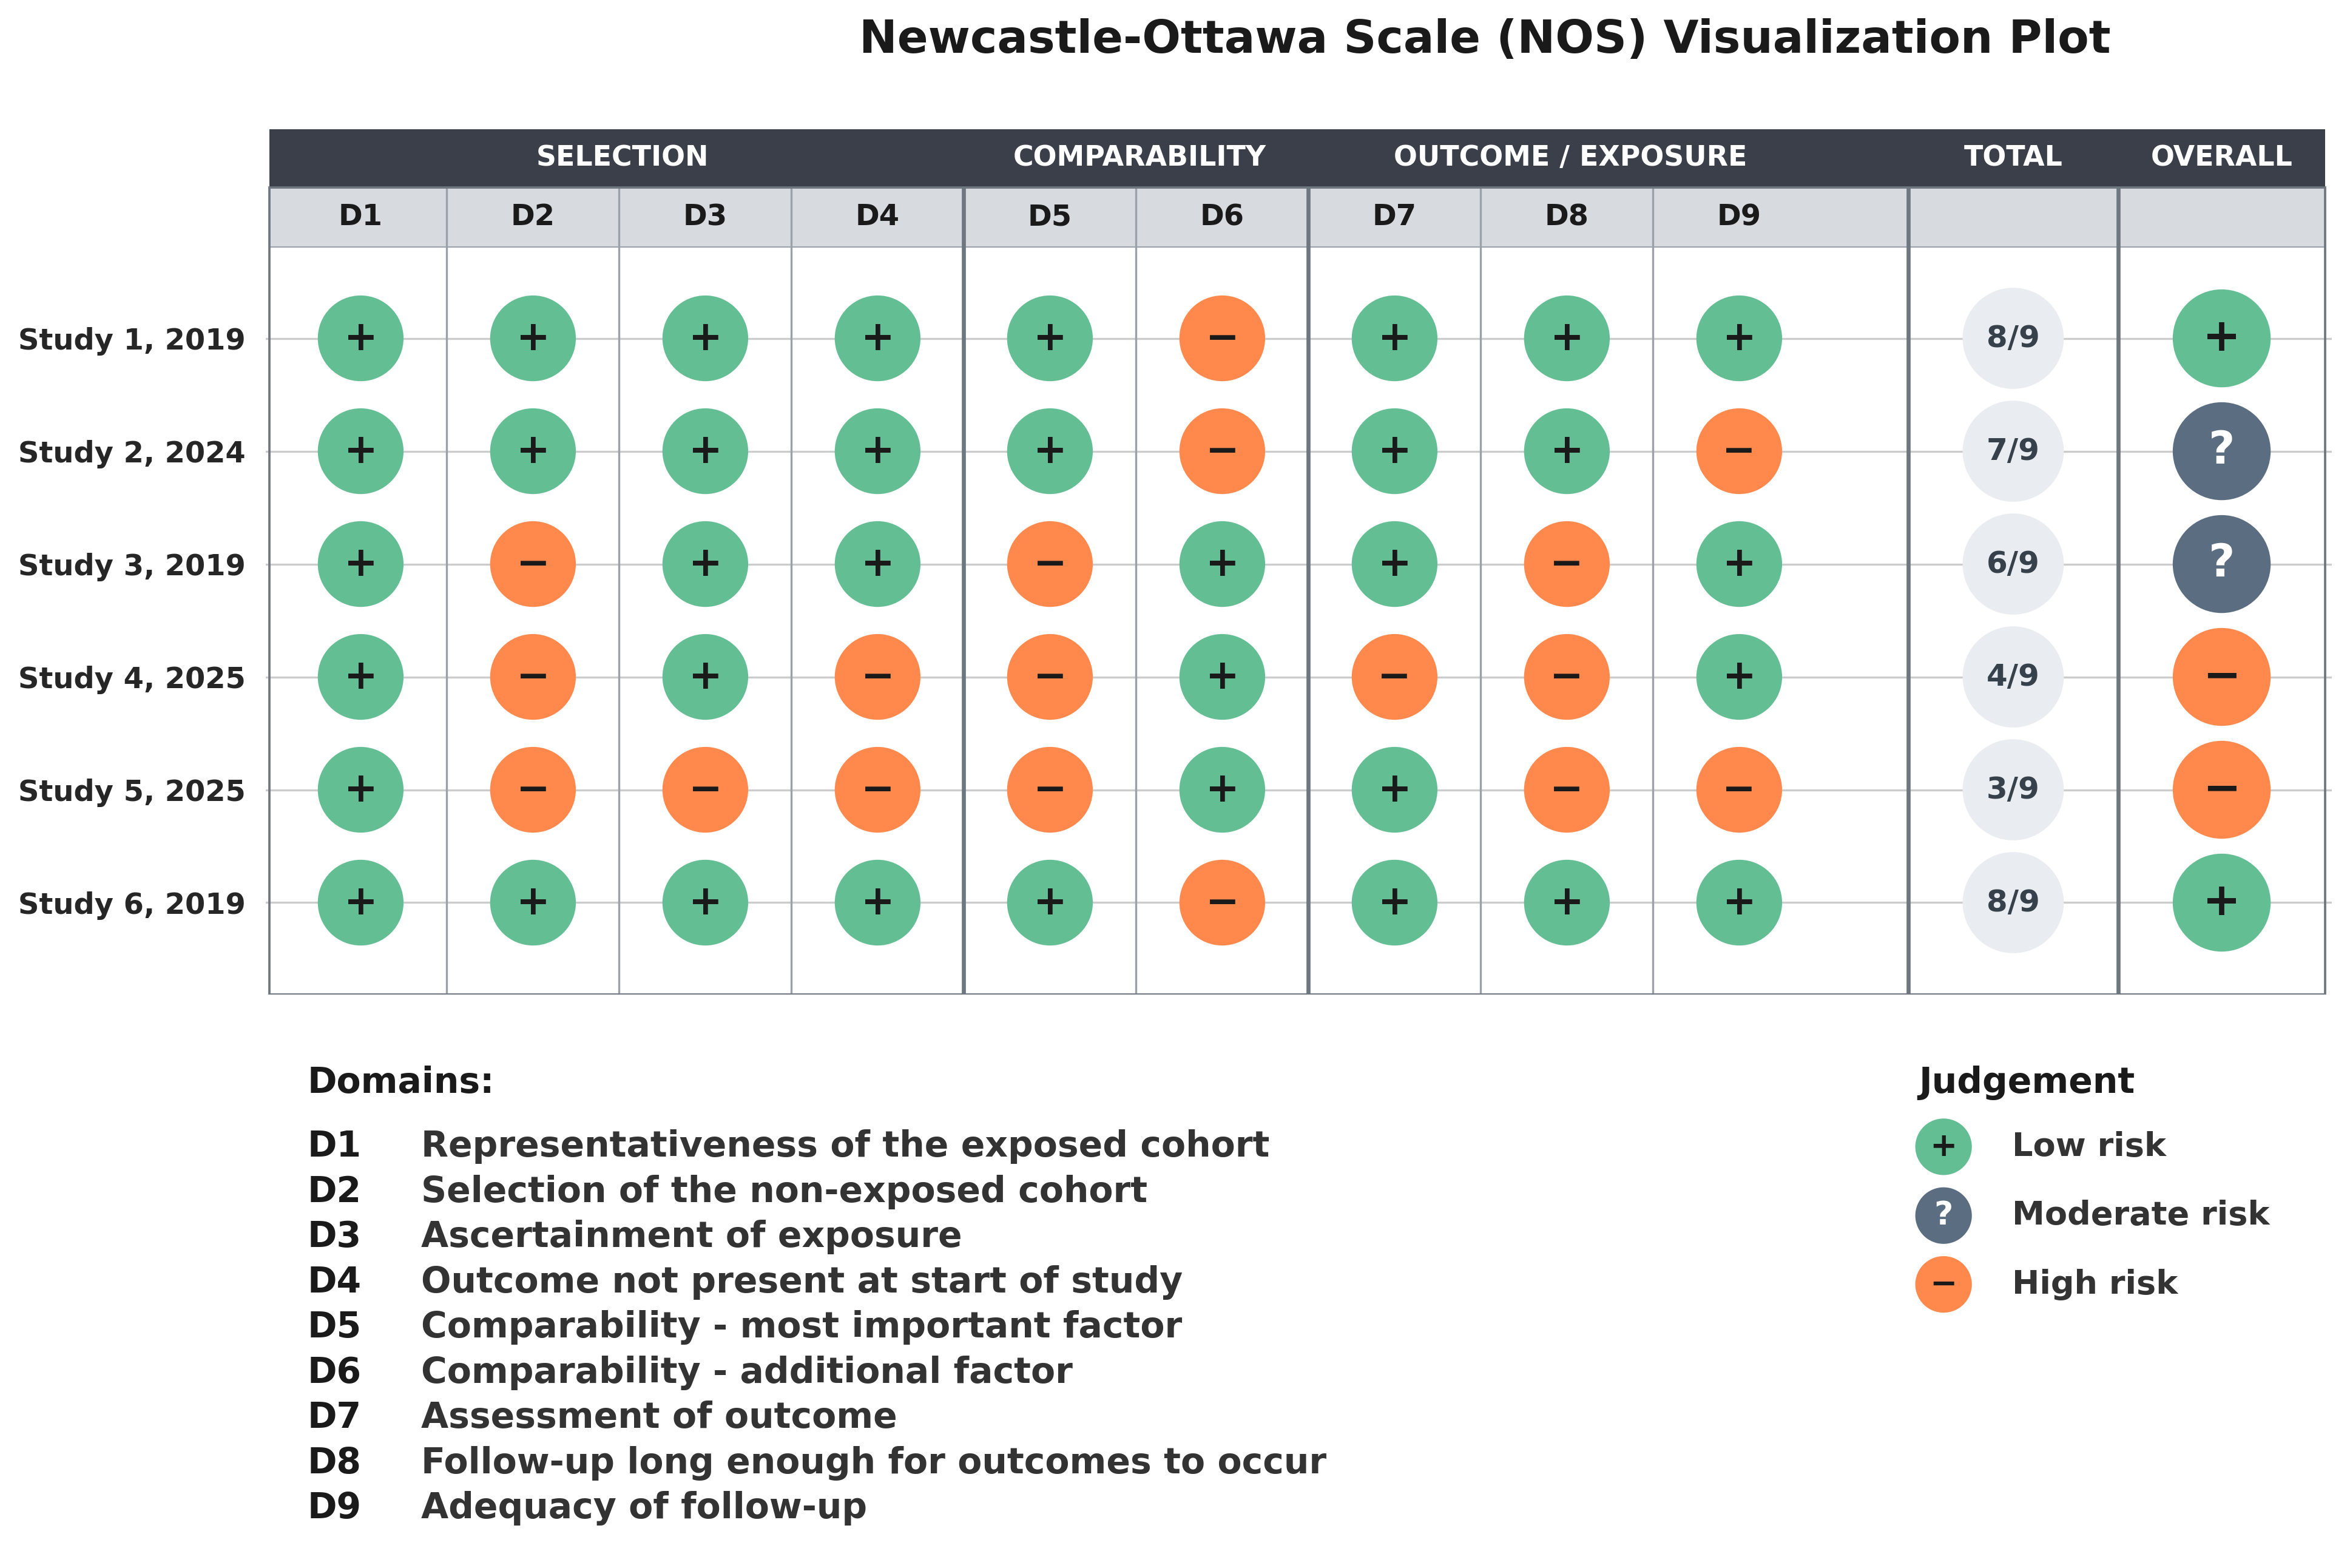 Newcastle-Ottawa Scale (NOS) Visualization Plot
SELECTION COMPARABILITY OUTCOME / EXPOSURE TOTAL OVERALL
D1 D2 D3 D4 D5 D6 D7 D8 D9
Study 1, 2019 + + + + + − + + + 8/9 +
Study 2, 2024 + + + + + − + + − 7/9 ?
Study 3, 2019 + − + + − + + − + 6/9 ?
Study 4, 2025 + − + − − + − − + 4/9 −
Study 5, 2025 + − − − − + + − − 3/9 −
Study 6, 2019 + + + + + − + + + 8/9 +
Domains:
D1 Representativeness of the exposed cohort
D2 Selection of the non-exposed cohort
D3 Ascertainment of exposure
D4 Outcome not present at start of study
D5 Comparability - most important factor
D6 Comparability - additional factor
D7 Assessment of outcome
D8 Follow-up long enough for outcomes to occur
D9 Adequacy of follow-up
Judgement
+ Low risk
? Moderate risk
− High risk